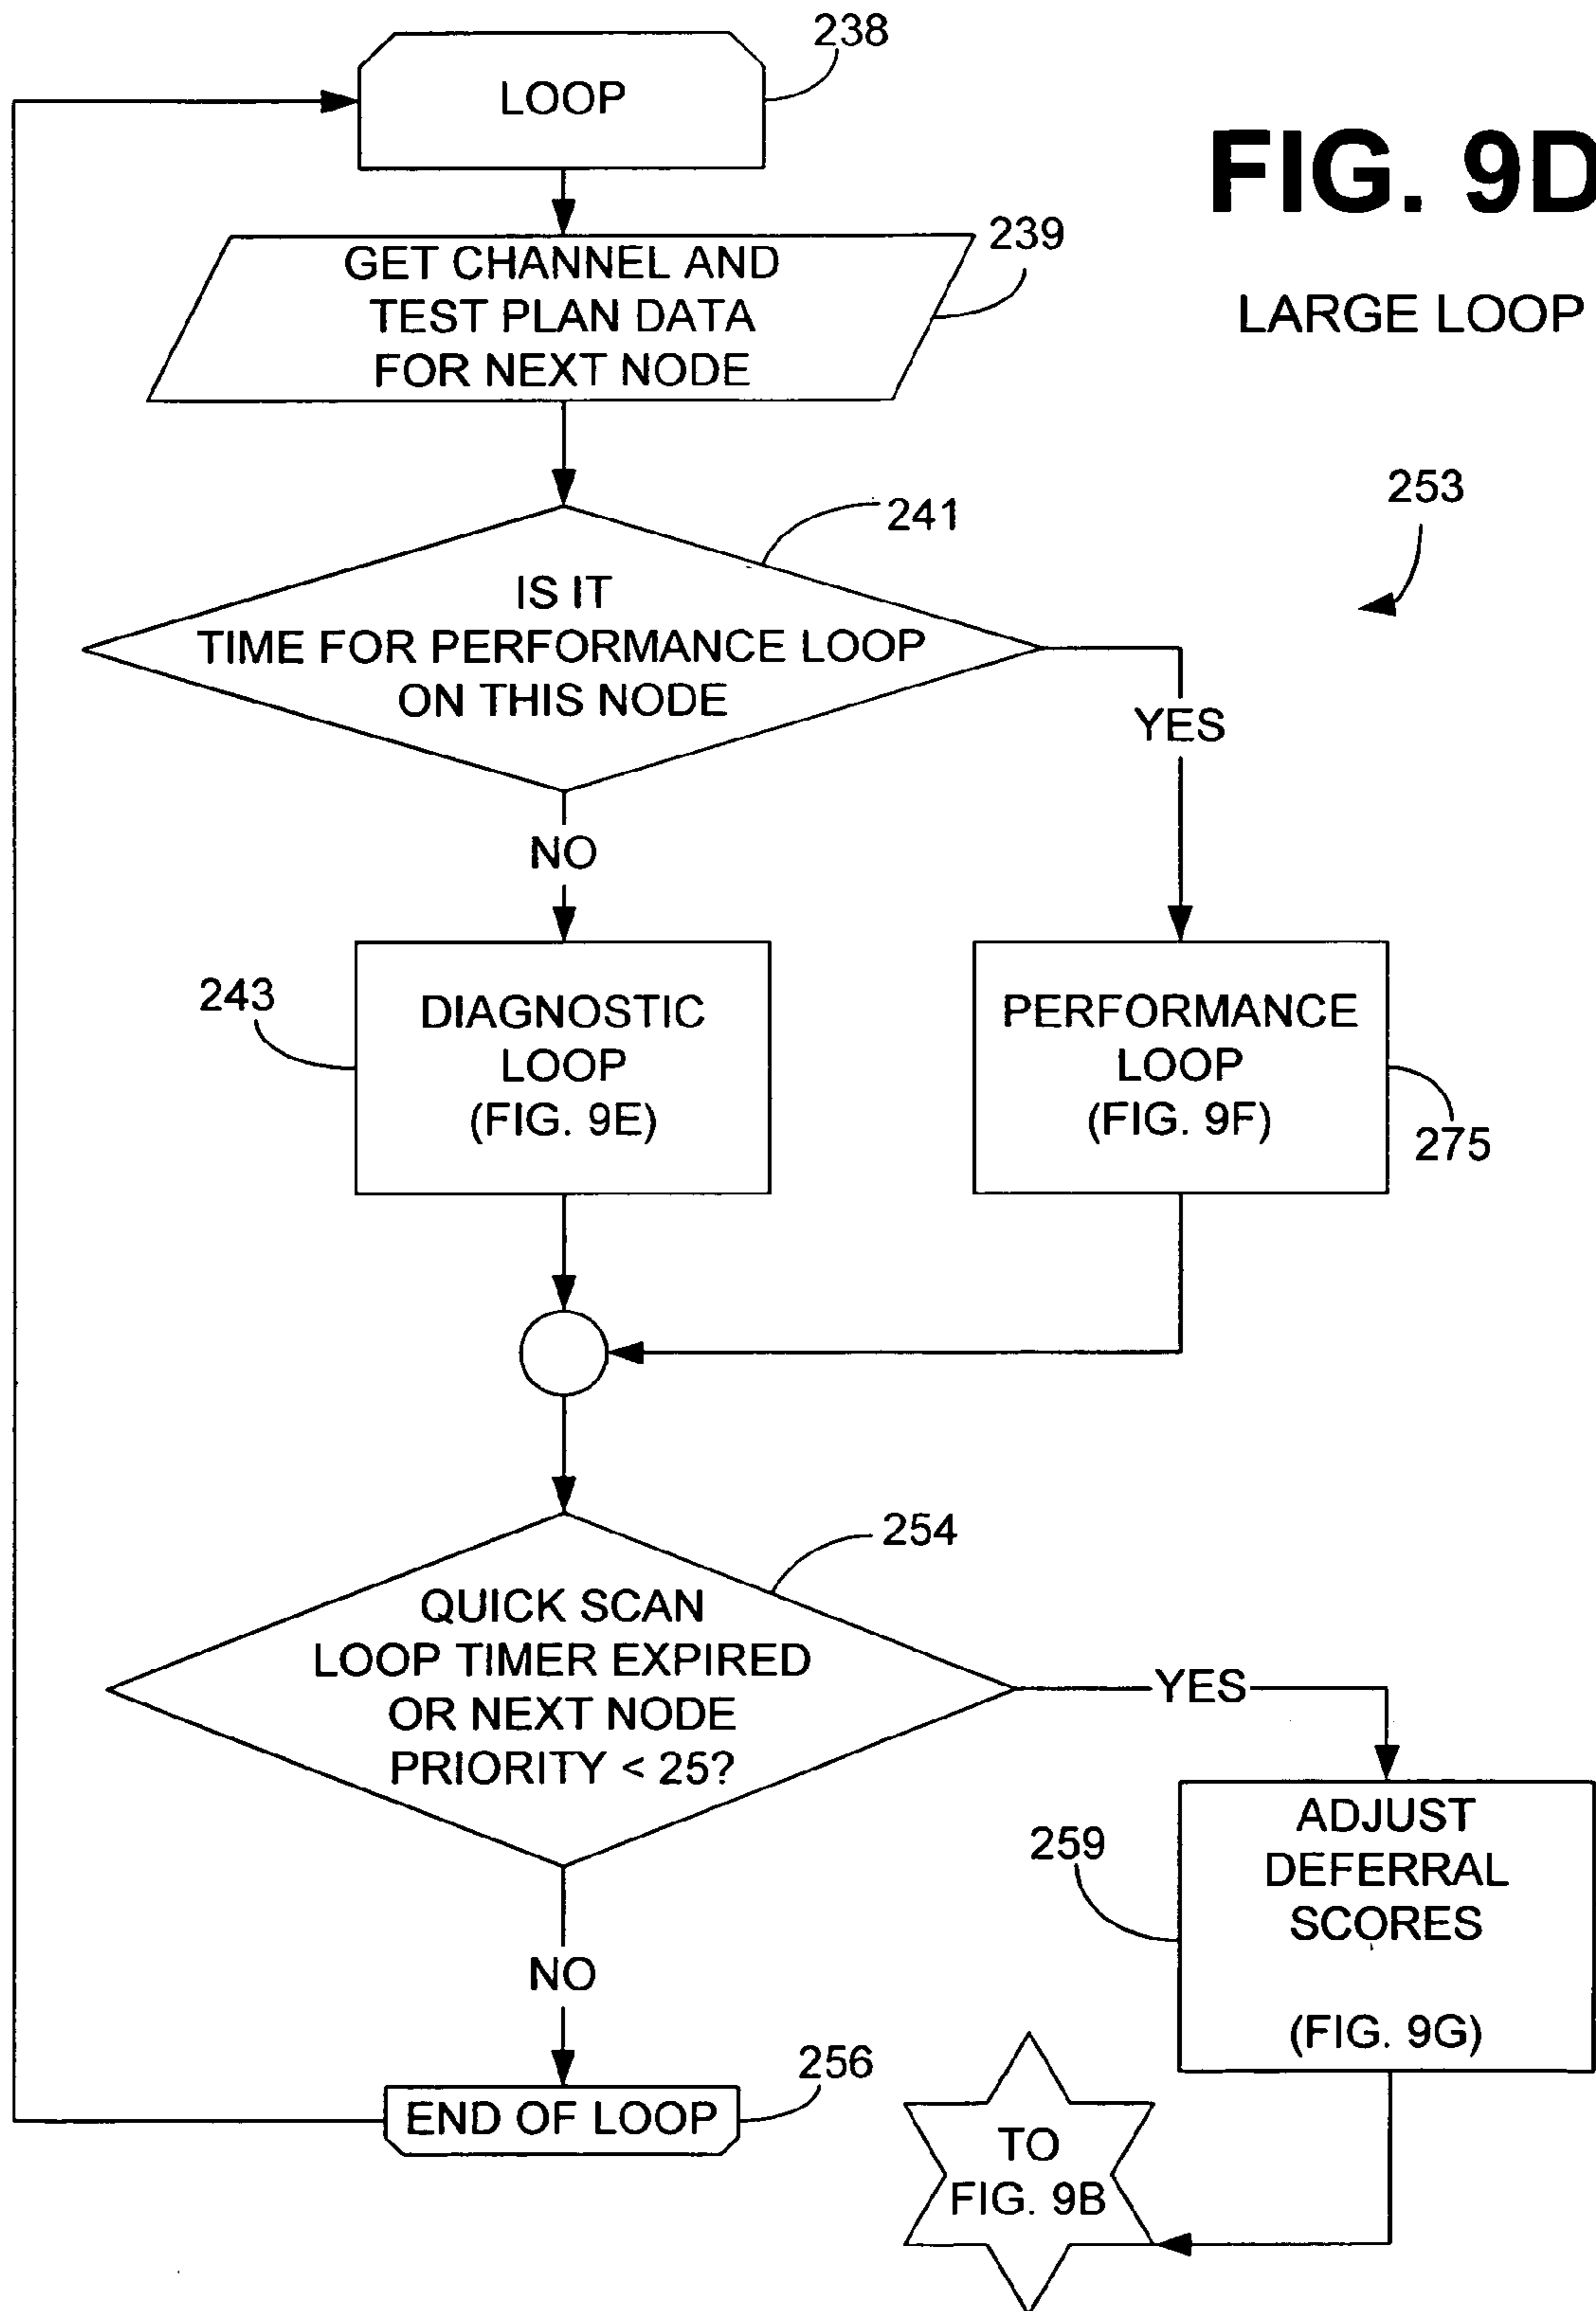 238
LOOP
FIG. 9D
239
GET CHANNEL AND
TEST PLAN DATA
FOR NEXT NODE
LARGE LOOP
253
241
IS IT
TIME FOR PERFORMANCE LOOP
ON THIS NODE
YES
NO
243
DIAGNOSTIC
LOOP
(FIG. 9E)
PERFORMANCE
LOOP
(FIG. 9F)
275
254
QUICK SCAN
LOOP TIMER EXPIRED
OR NEXT NODE
PRIORITY < 25?
YES
259
ADJUST
DEFERRAL
SCORES
(FIG. 9G)
NO
256
END OF LOOP
TO
FIG. 9B